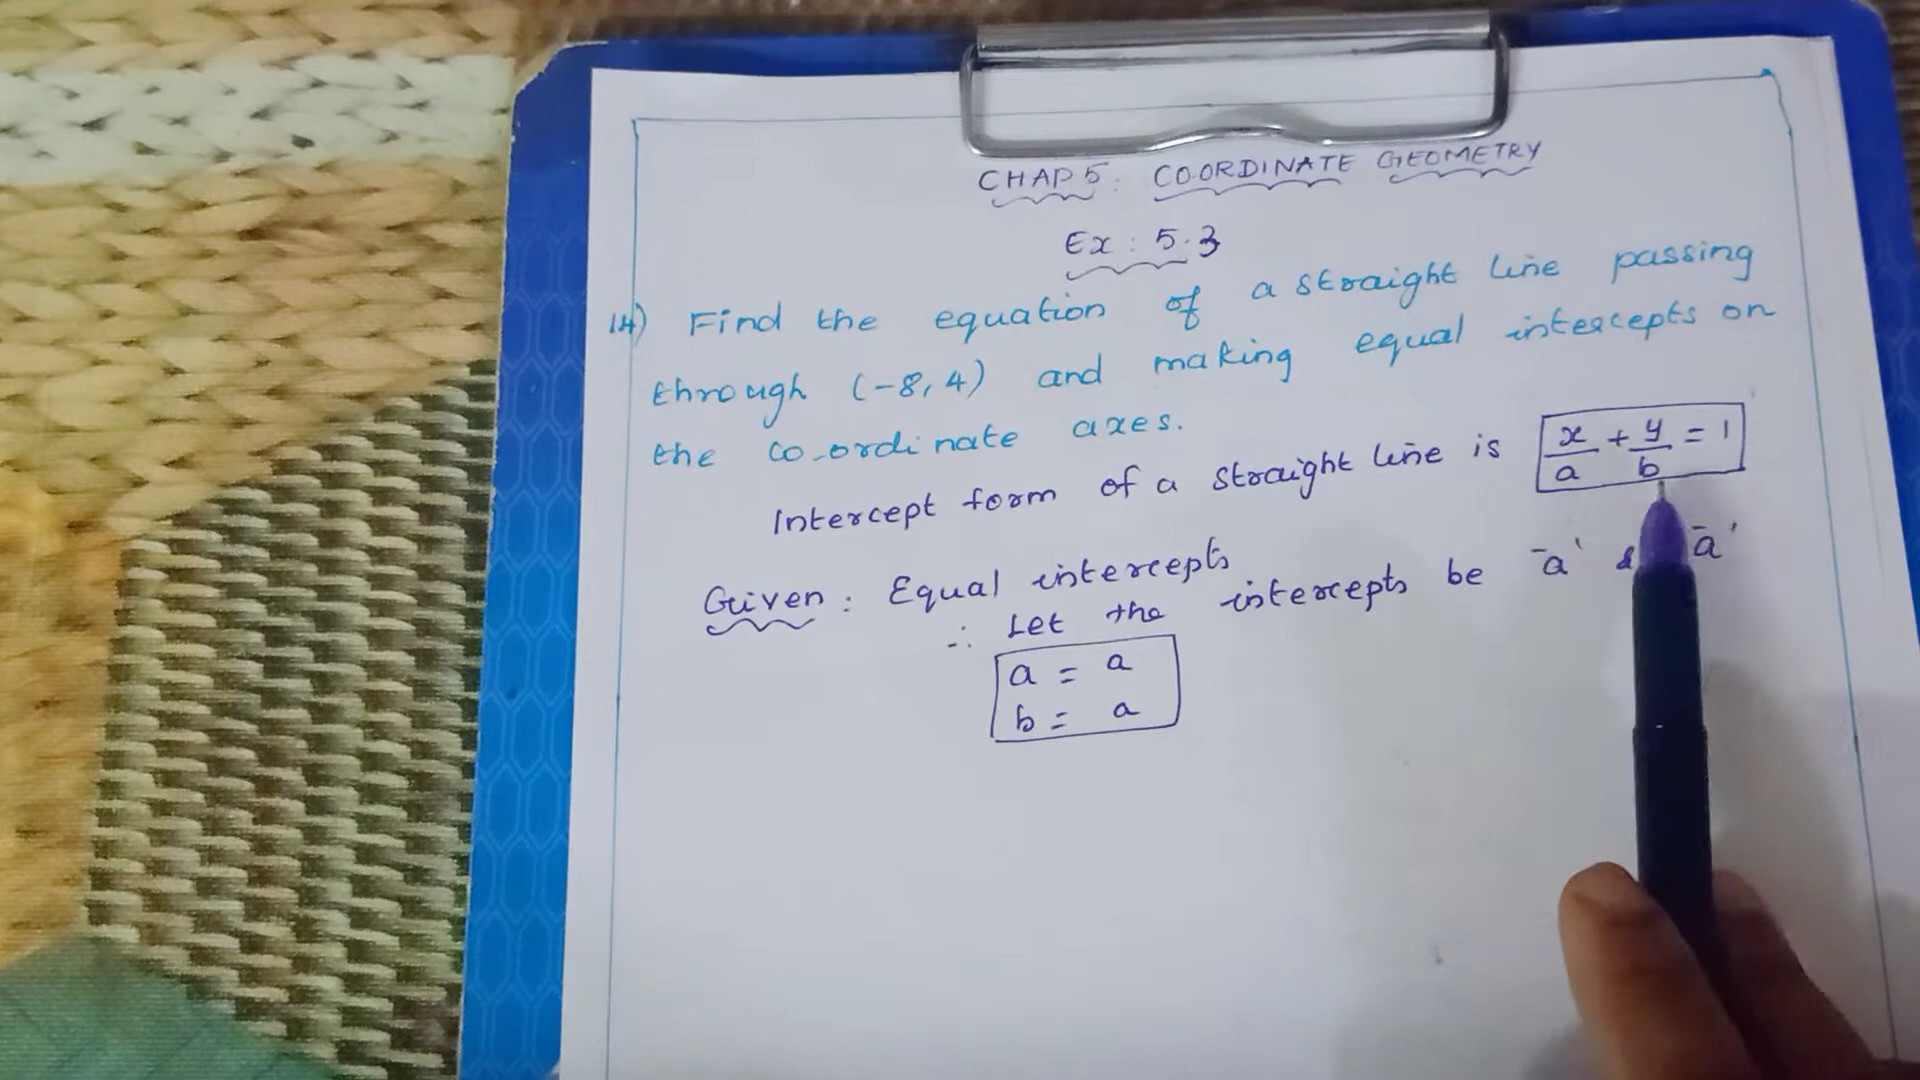 CHAP 5: CO-ORDINATE GEOMETRY
Ex : 5.3
14) Find the equation of a straight line passing
through (-8,4) and making equal intercepts on
the co-ordinate axes.
Intercept form of a straight line is x/a + y/b = 1
Given : Equal intercepts
∴ Let the intercepts be 'a' & 'a'
a = a
b = a